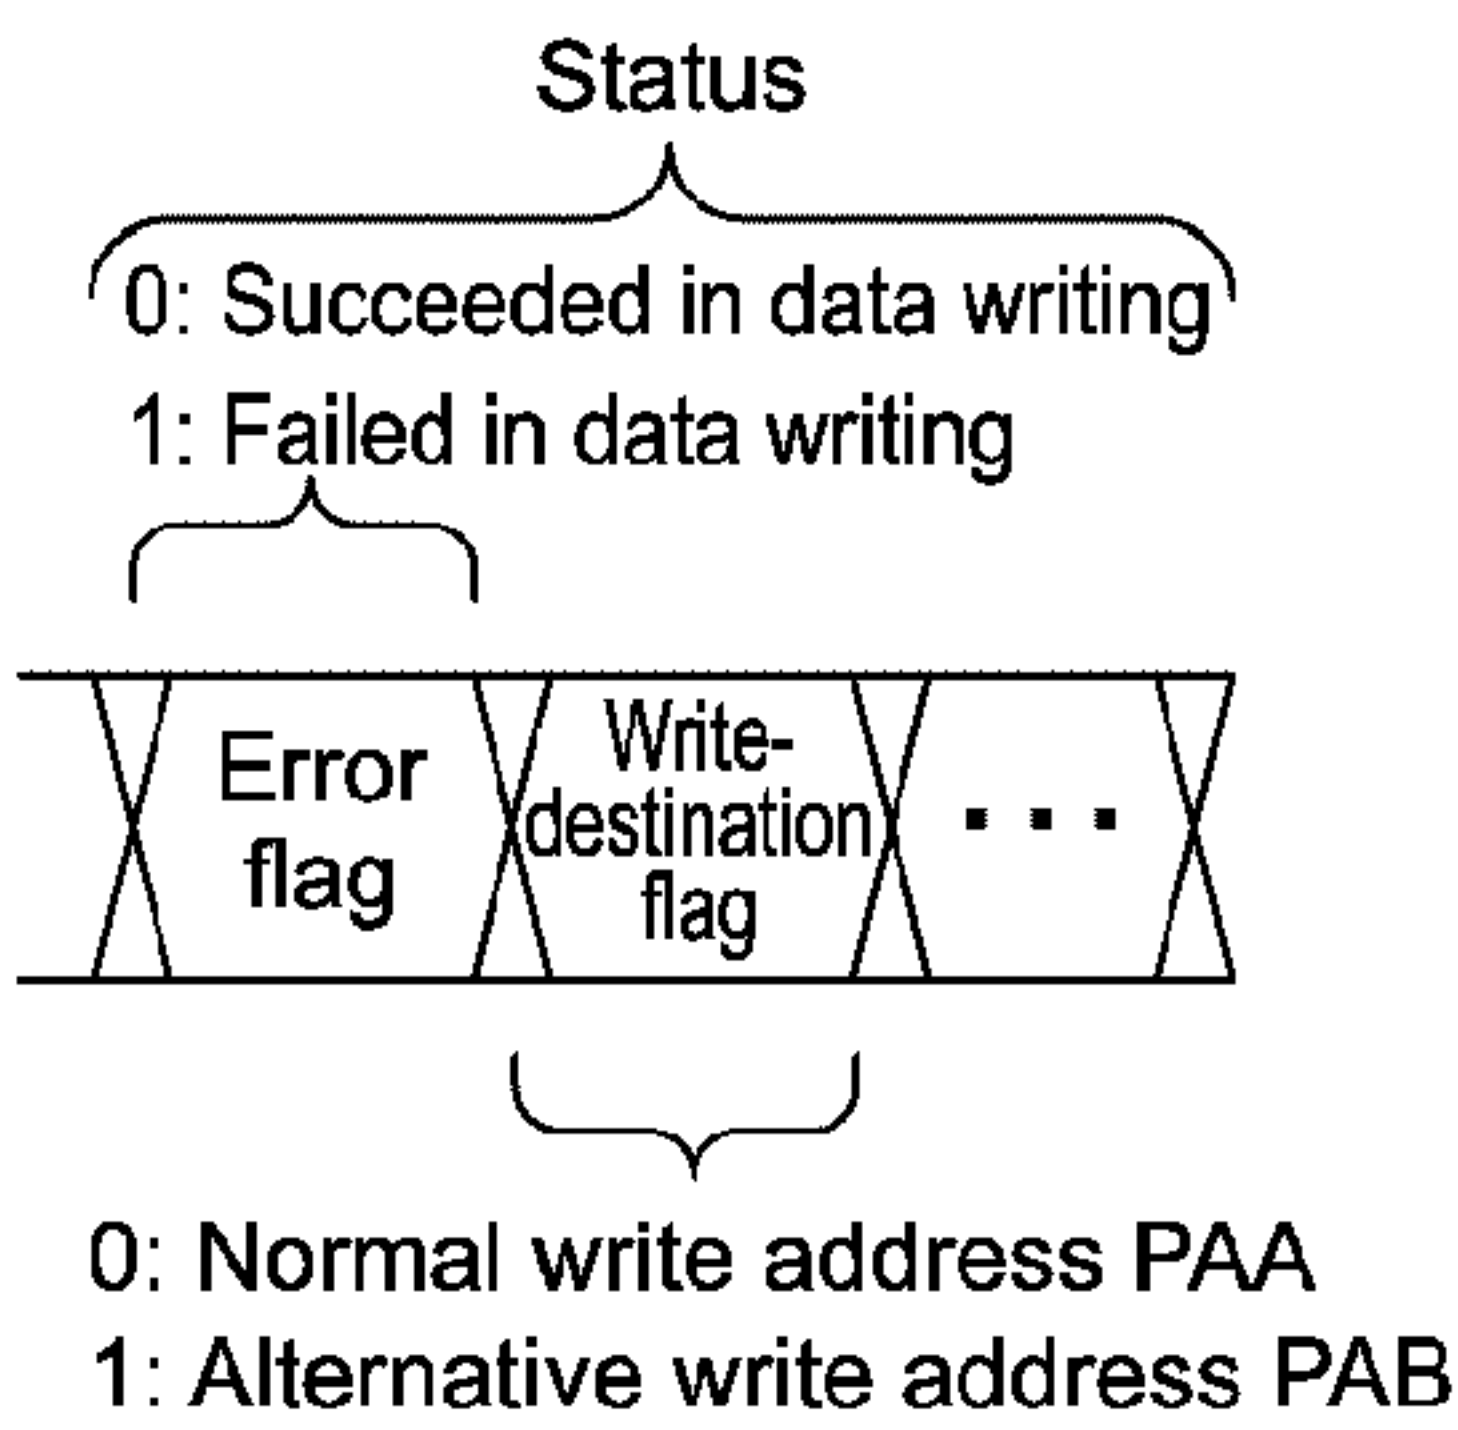 Status
0: Succeeded in data writing
1: Failed in data writing
Error
flag
Write-
destination
flag
...
0: Normal write address PAA
1: Alternative write address PAB